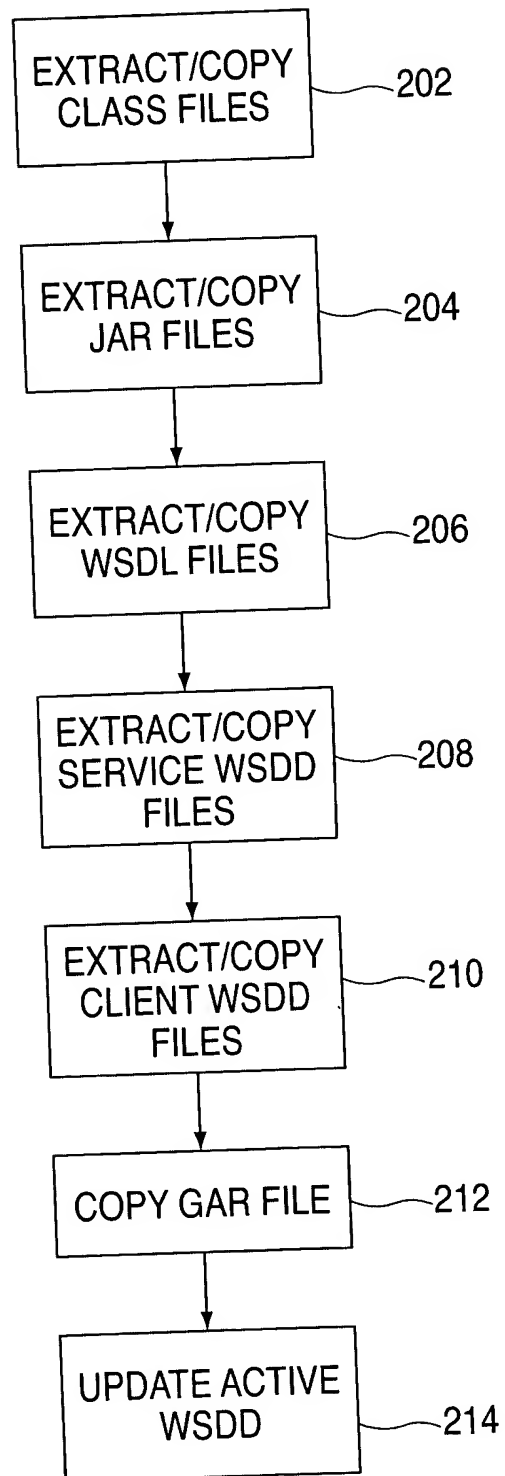 EXTRACT/COPY
CLASS FILES
202
EXTRACT/COPY
JAR FILES
204
EXTRACT/COPY
WSDL FILES
206
EXTRACT/COPY
SERVICE WSDD
FILES
208
EXTRACT/COPY
CLIENT WSDD
FILES
210
COPY GAR FILE
212
UPDATE ACTIVE
WSDD
214